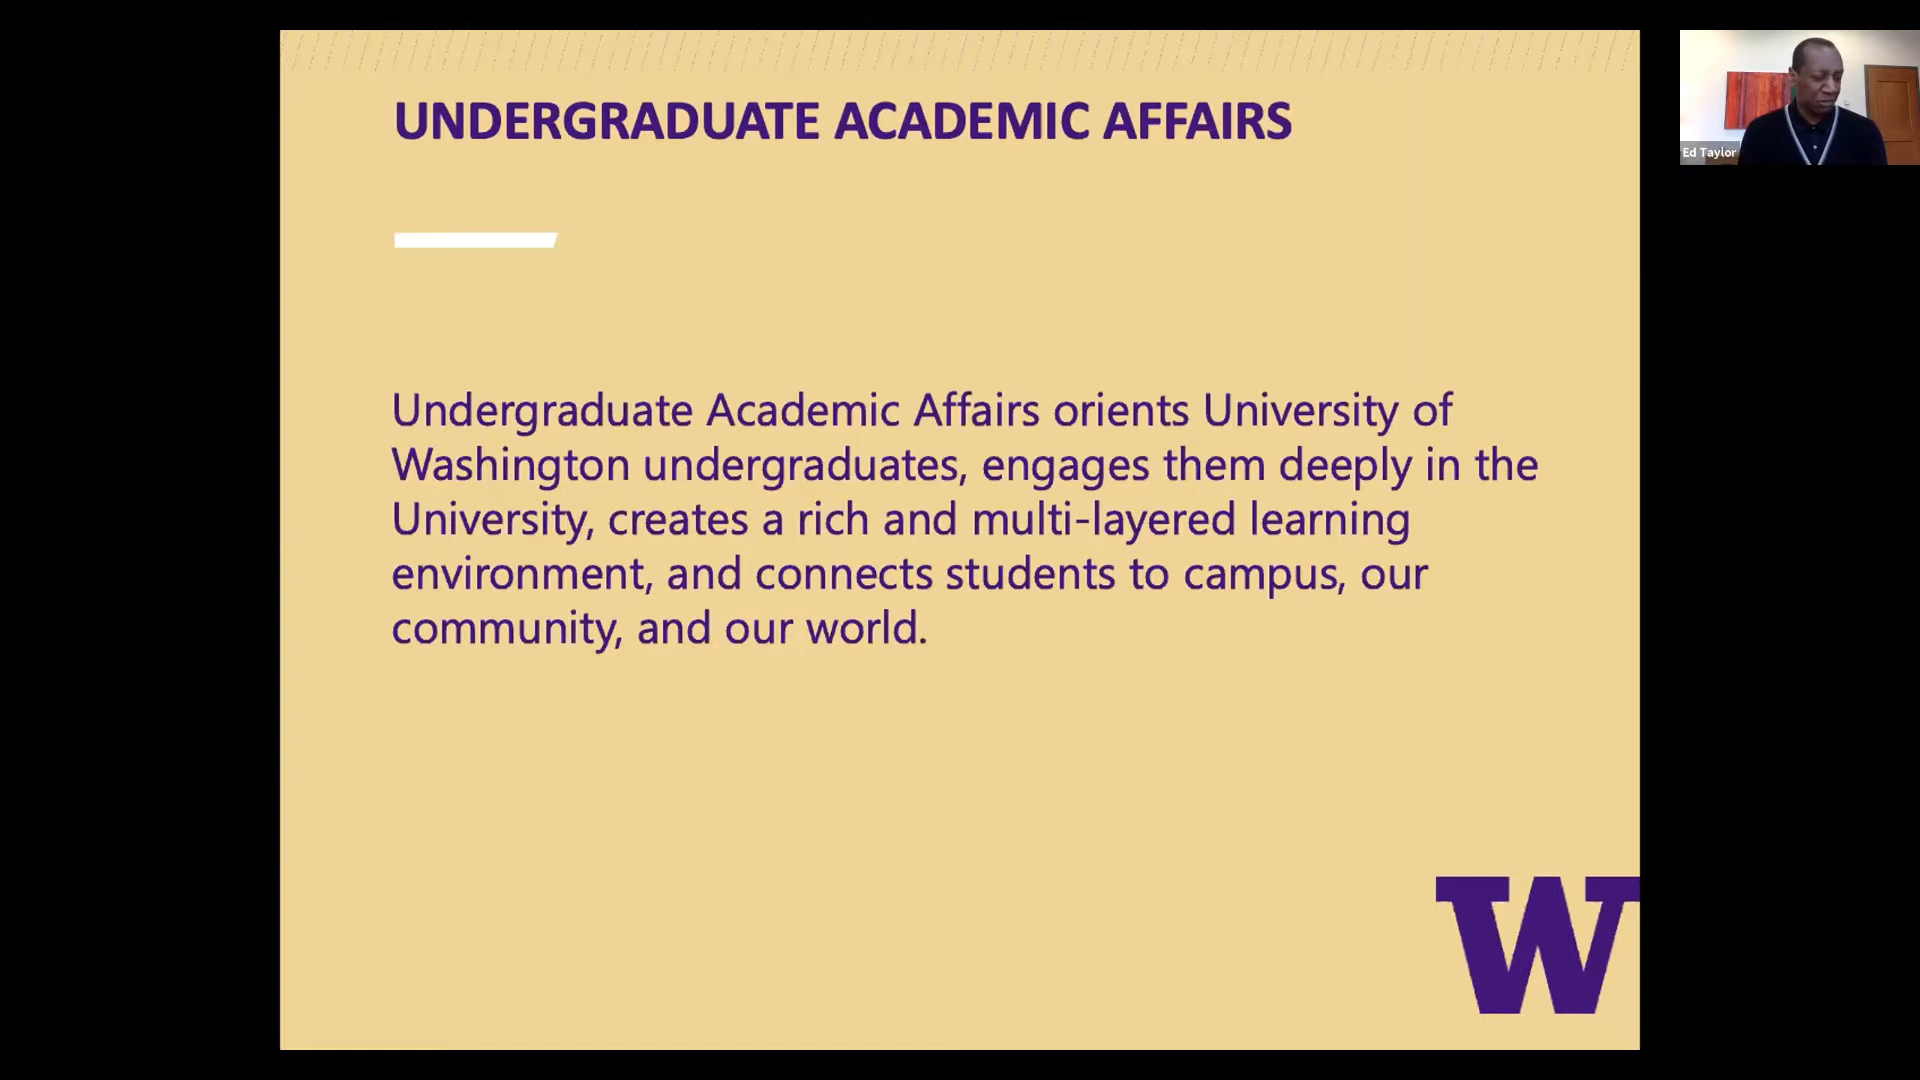 UNDERGRADUATE ACADEMIC AFFAIRS
Ed Taylor
Undergraduate Academic Affairs orients University of
Washington undergraduates, engages them deeply in the
University, creates a rich and multi-layered learning
environment, and connects students to campus, our
community, and our world.
W